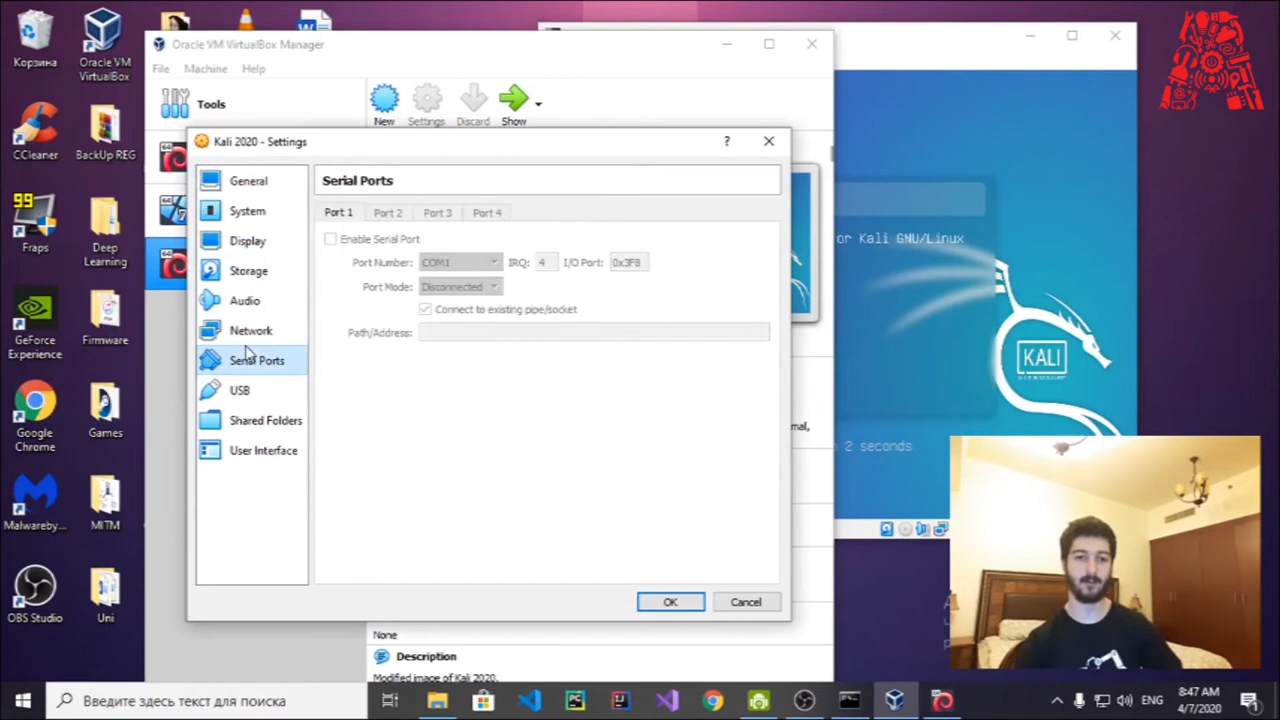 Корзина
Oracle VM
VirtualBox
CCleaner
BackUp REG
99
Fraps
Deep
Learning
GeForce
Experience
Firmware
Google
Chrome
Games
Malwareby...
MITM
OBS Studio
Uni
Oracle VM VirtualBox Manager
File Machine Help
Tools
New Settings Discard Show
Kali 2020 - Settings
?
General
System
Display
Storage
Audio
Network
Serial Ports
USB
Shared Folders
User Interface
Serial Ports
Port 1 Port 2 Port 3 Port 4
Enable Serial Port
Port Number: COM1 IRQ: 4 I/O Port: 0x3F8
Port Mode: Disconnected
Connect to existing pipe/socket
Path/Address:
OK Cancel
None
Description
Modified image of Kali 2020.
or Kali GNU/Linux
KALI
2 seconds
Введите здесь текст для поиска
ENG
8:47 AM
4/7/2020
1